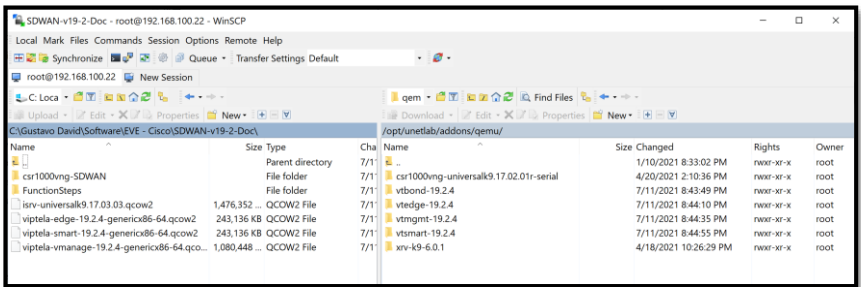 SDWAN-v19-2-Doc - root@192.168.100.22 - WinSCP
Local Mark Files Commands Session Options Remote Help
Synchronize Queue Transfer Settings Default
root@192.168.100.22 New Session
C: Loca qem Find Files
Upload Edit Properties New Download Edit Properties New
C:\Gustavo David\Software\EVE - Cisco\SDWAN-v19-2-Doc\ /opt/unetlab/addons/qemu/
Name Size Type Cha Name Size Changed Rights Owner
.. Parent directory 7/1 .. 1/10/2021 8:33:02 PM rwxr-xr-x root
csr1000vng-SDWAN File folder 7/1 csr1000vng-universalk9.17.02.01r-serial 4/20/2021 2:10:36 PM rwxr-xr-x root
FunctionSteps File folder 7/1 vtbond-19.2.4 7/11/2021 8:43:49 PM rwxr-xr-x root
isrv-universalk9.17.03.03.qcow2 1,476,352 ... QCOW2 File 7/1 vtedge-19.2.4 7/11/2021 8:44:10 PM rwxr-xr-x root
viptela-edge-19.2.4-genericx86-64.qcow2 243,136 KB QCOW2 File 7/1 vtmgmt-19.2.4 7/11/2021 8:44:35 PM rwxr-xr-x root
viptela-smart-19.2.4-genericx86-64.qcow2 243,136 KB QCOW2 File 7/1 vtsmart-19.2.4 7/11/2021 8:44:55 PM rwxr-xr-x root
viptela-vmanage-19.2.4-genericx86-64.qco... 1,080,448 ... QCOW2 File 7/1 xrv-k9-6.0.1 4/18/2021 10:26:29 PM rwxr-xr-x root